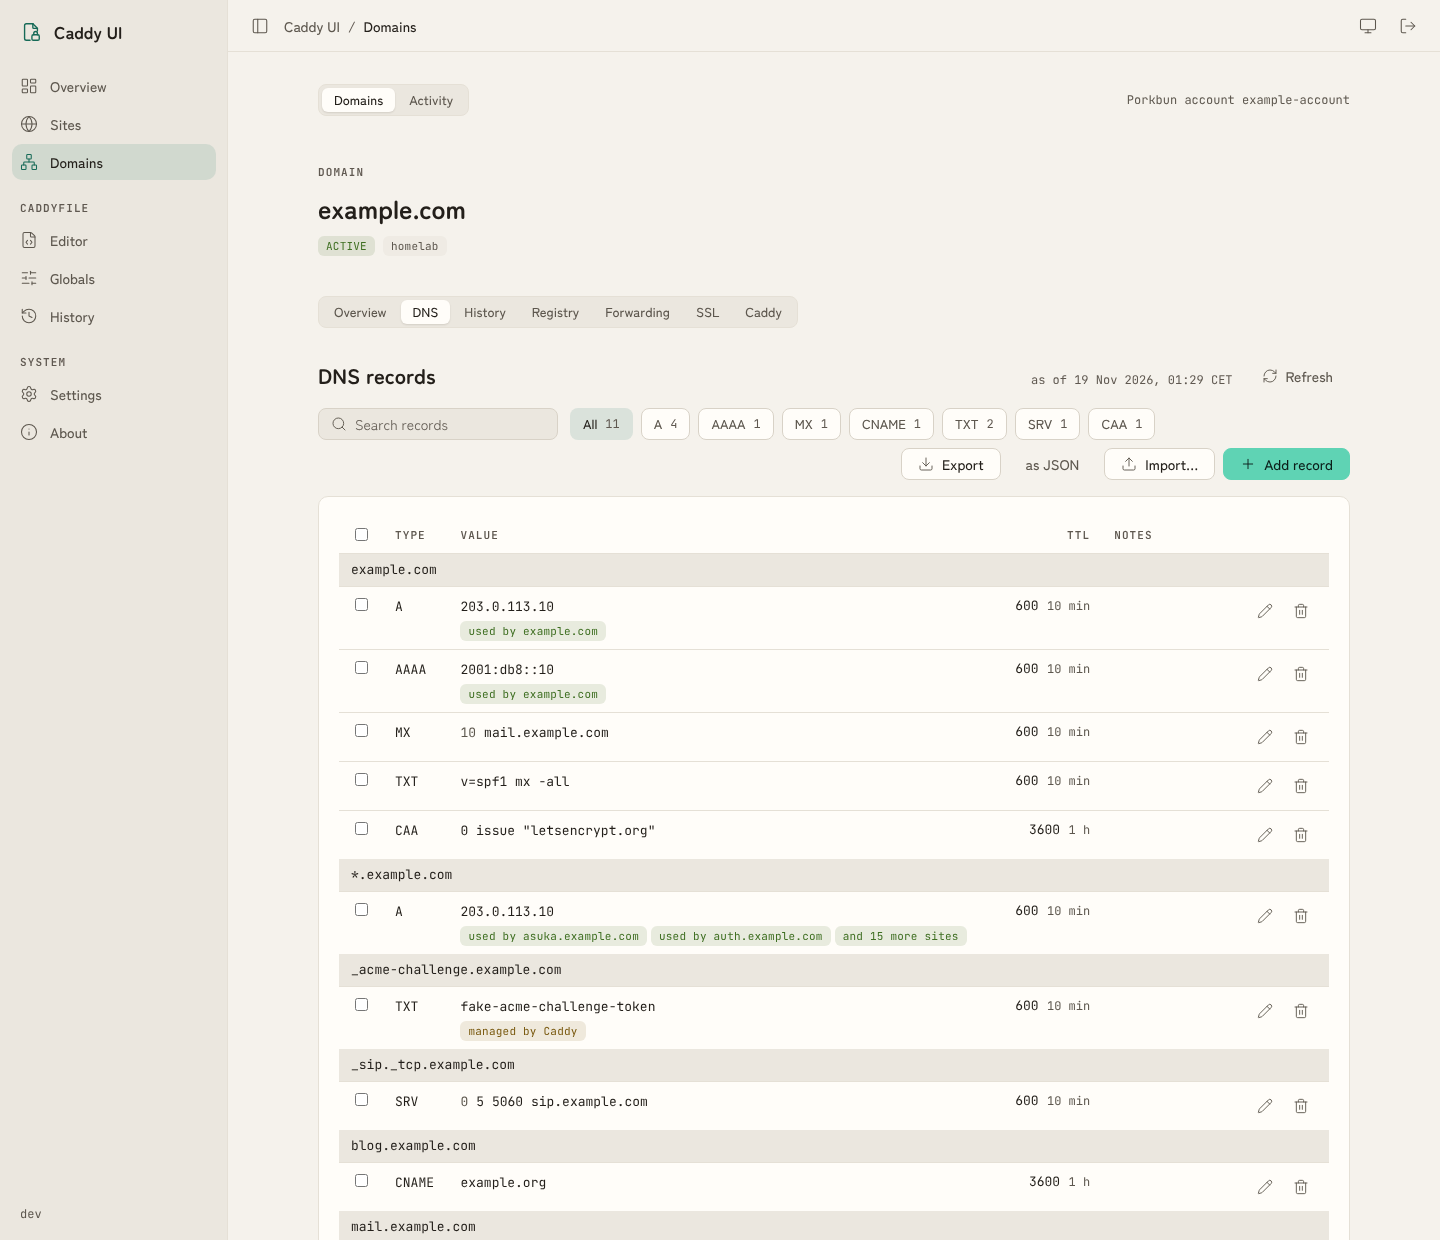 Caddy UI
Overview
Sites
Domains
CADDYFILE
Editor
Globals
History
SYSTEM
Settings
About
dev
Caddy UI / Domains
Domains Activity
Porkbun account example-account
DOMAIN
example.com
ACTIVE homelab
Overview DNS History Registry Forwarding SSL Caddy
DNS records
as of 19 Nov 2026, 01:29 CET Refresh
Search records All 11 A 4 AAAA 1 MX 1 CNAME 1 TXT 2 SRV 1 CAA 1
Export as JSON Import... Add record
TYPE VALUE TTL NOTES
example.com
A 203.0.113.10 600 10 min
used by example.com
AAAA 2001:db8::10 600 10 min
used by example.com
MX 10 mail.example.com 600 10 min
TXT v=spf1 mx -all 600 10 min
CAA 0 issue "letsencrypt.org" 3600 1 h
*.example.com
A 203.0.113.10 600 10 min
used by asuka.example.com used by auth.example.com and 15 more sites
_acme-challenge.example.com
TXT fake-acme-challenge-token 600 10 min
managed by Caddy
_sip._tcp.example.com
SRV 0 5 5060 sip.example.com 600 10 min
blog.example.com
CNAME example.org 3600 1 h
mail.example.com